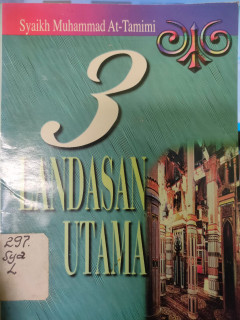 Syaikh Muhammad At-Tamimi
3
LANDASAN
UTAMA
297.
Sya
L